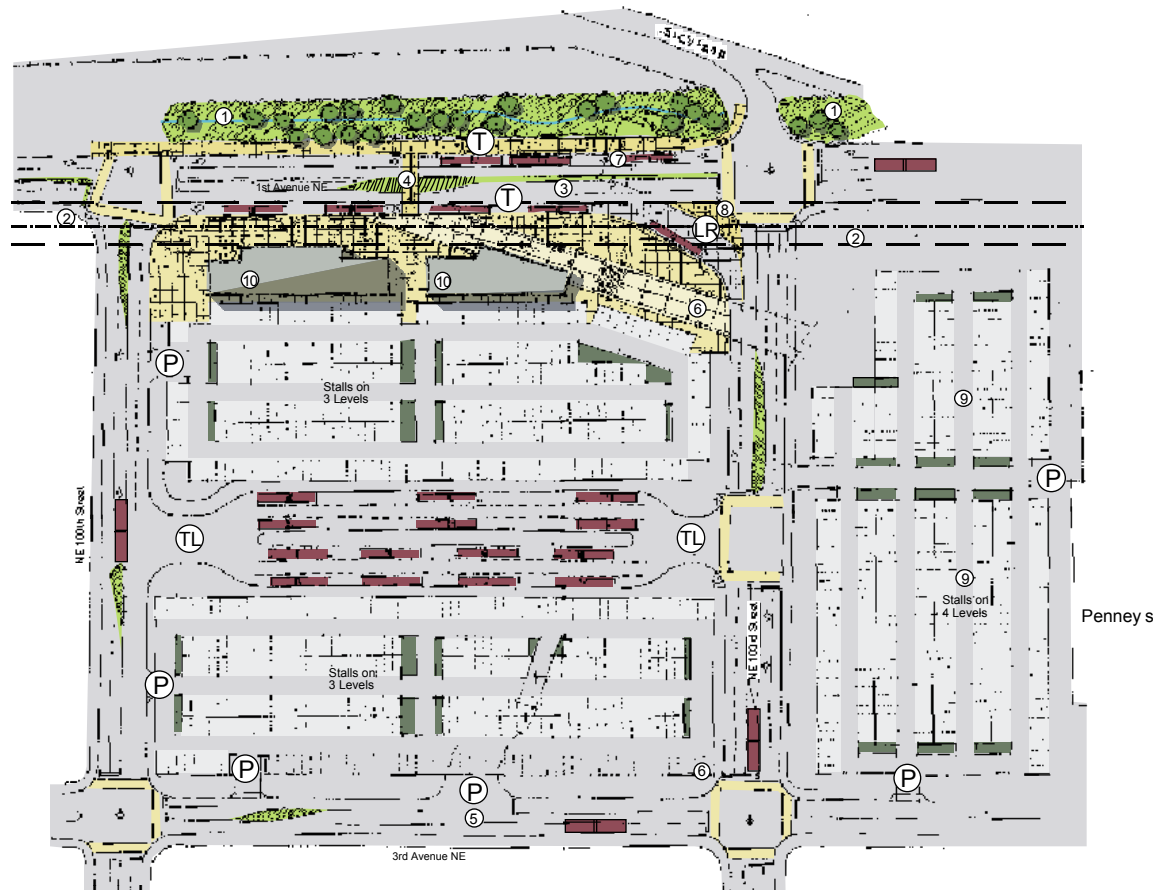 1
1
T
7
4
1st Avenue NE
3
T
2
8
LR
2
10
10
6
P
Stalls on
3 Levels
9
P
NE 100th Street
TL
TL
9
Stalls on
4 Levels
Penney s
NE 103rd Street
Stalls on
3 Levels
P
P
6
P
P
5
3rd Avenue NE